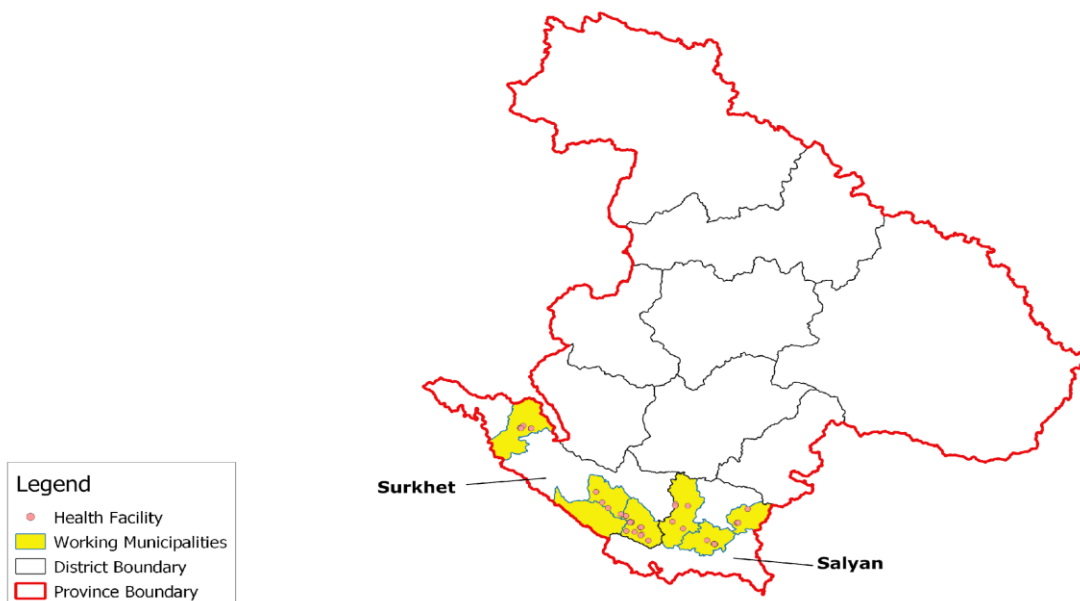 Surkhet
Salyan
Legend
Health Facility
Working Municipalities
District Boundary
Province Boundary